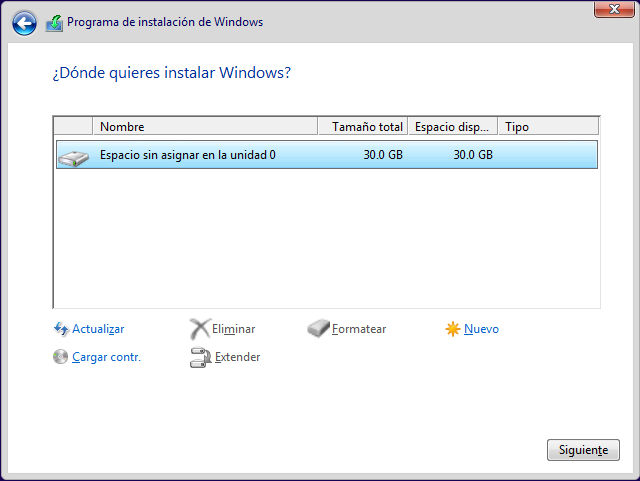 Programa de instalación de Windows
¿Dónde quieres instalar Windows?
Nombre Tamaño total Espacio disp... Tipo
Espacio sin asignar en la unidad 0 30.0 GB 30.0 GB
Actualizar Eliminar Formatear Nuevo
Cargar contr. Extender
Siguiente